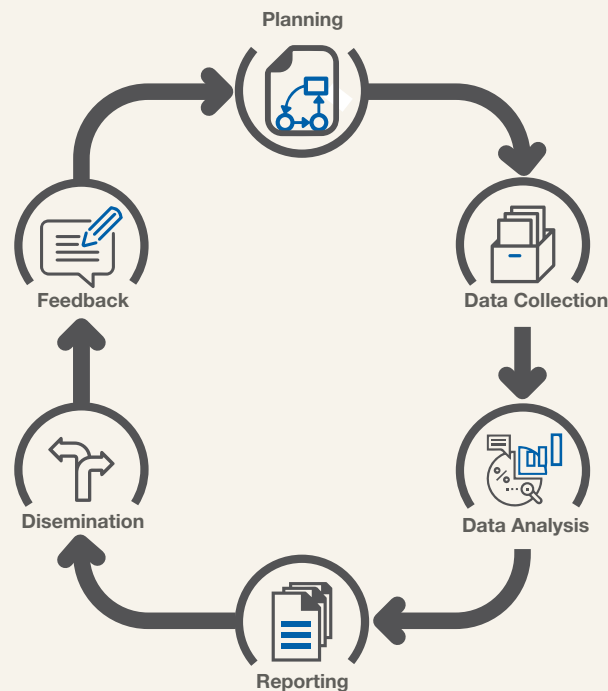 Planning
Data Collection
Data Analysis
Reporting
Disemination
Feedback